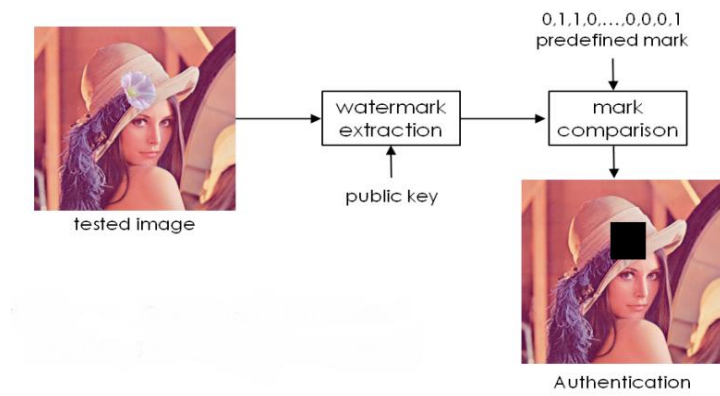 0,1,1,0,...,0,0,0,1
predefined mark
watermark
extraction
mark
comparison
public key
tested image
Authentication